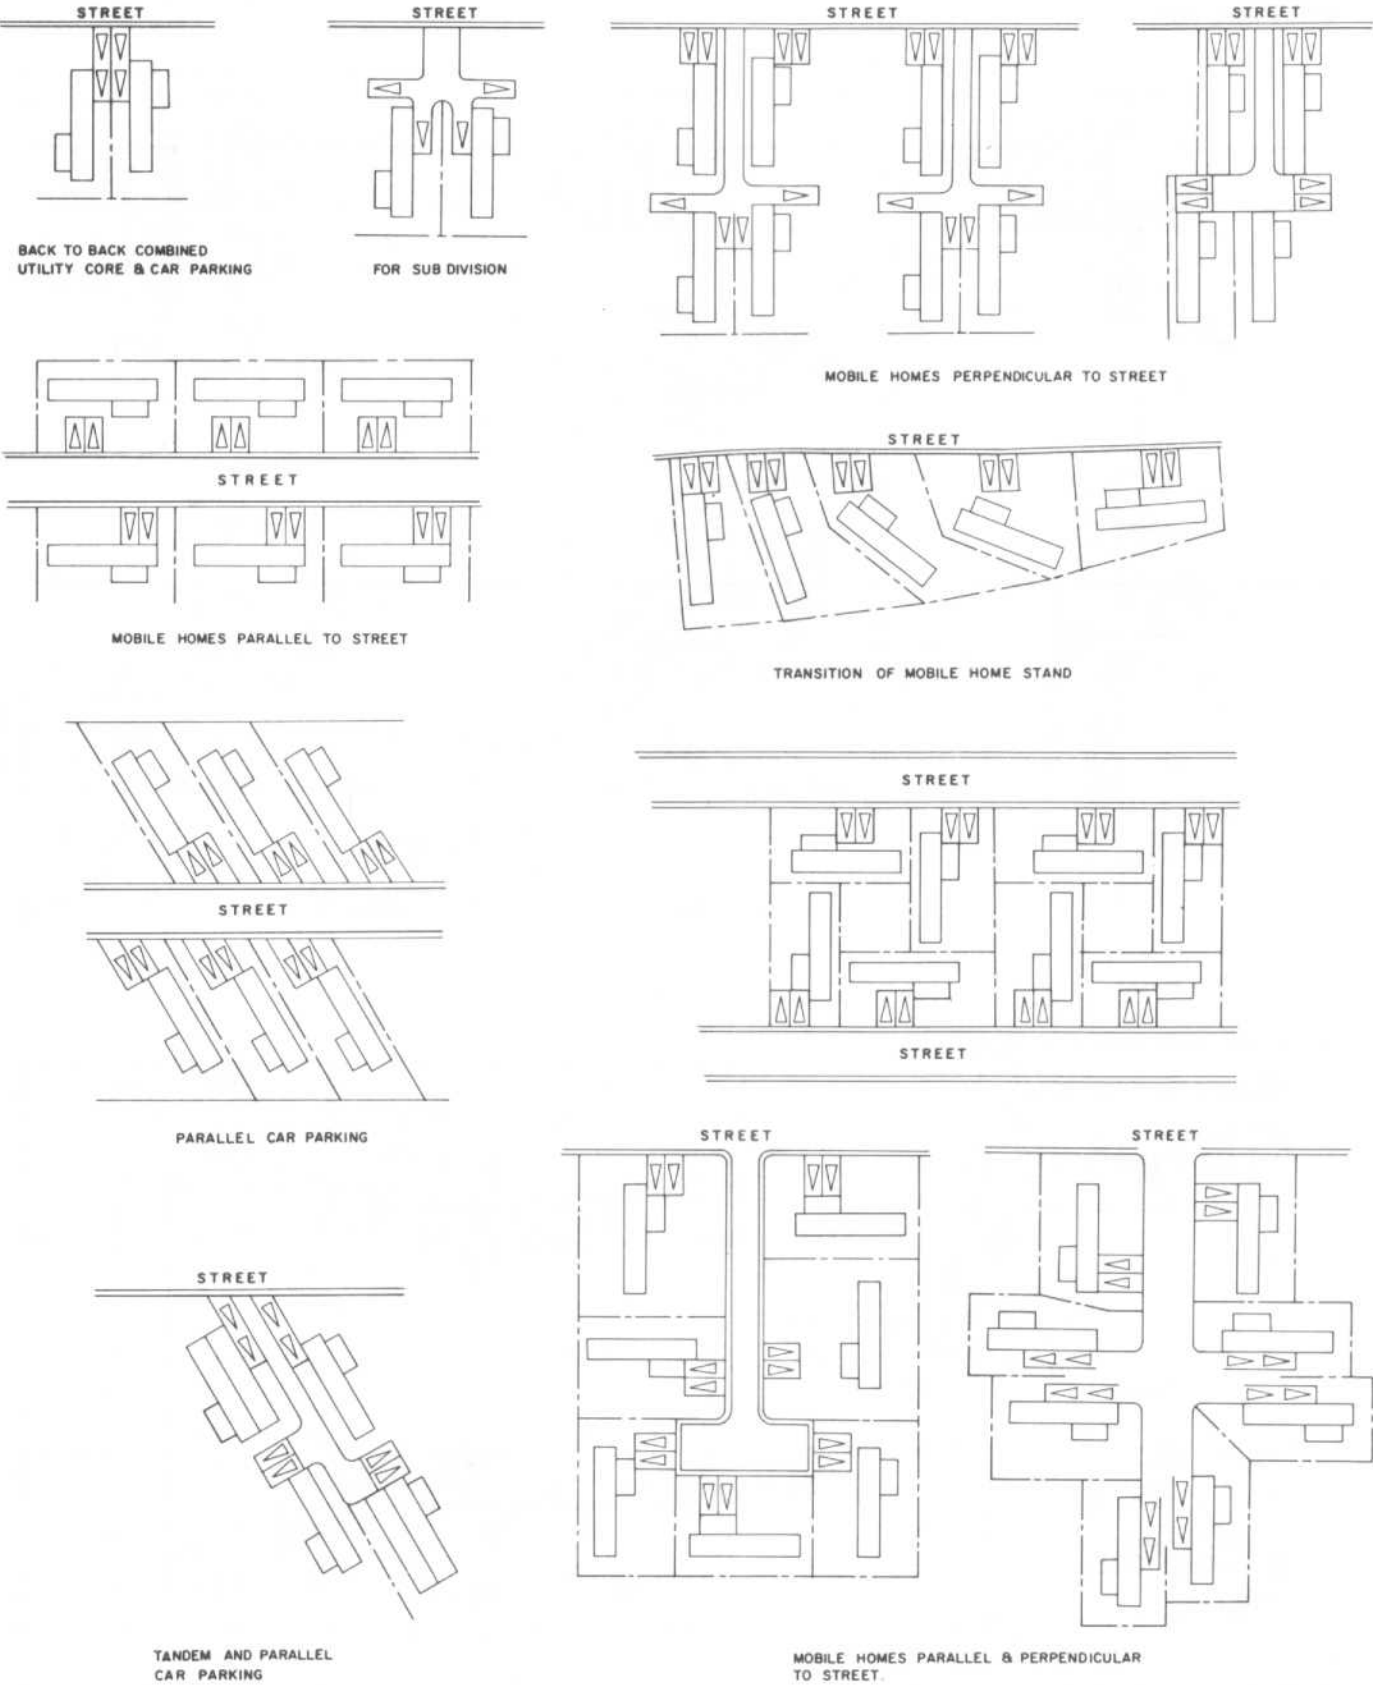 STREET
STREET
STREET
STREET
BACK TO BACK COMBINED
UTILITY CORE & CAR PARKING
FOR SUB DIVISION
MOBILE HOMES PERPENDICULAR TO STREET
STREET
STREET
MOBILE HOMES PARALLEL TO STREET
TRANSITION OF MOBILE HOME STAND
STREET
STREET
STREET
PARALLEL CAR PARKING
STREET
STREET
STREET
TANDEM AND PARALLEL
CAR PARKING
MOBILE HOMES PARALLEL & PERPENDICULAR
TO STREET.